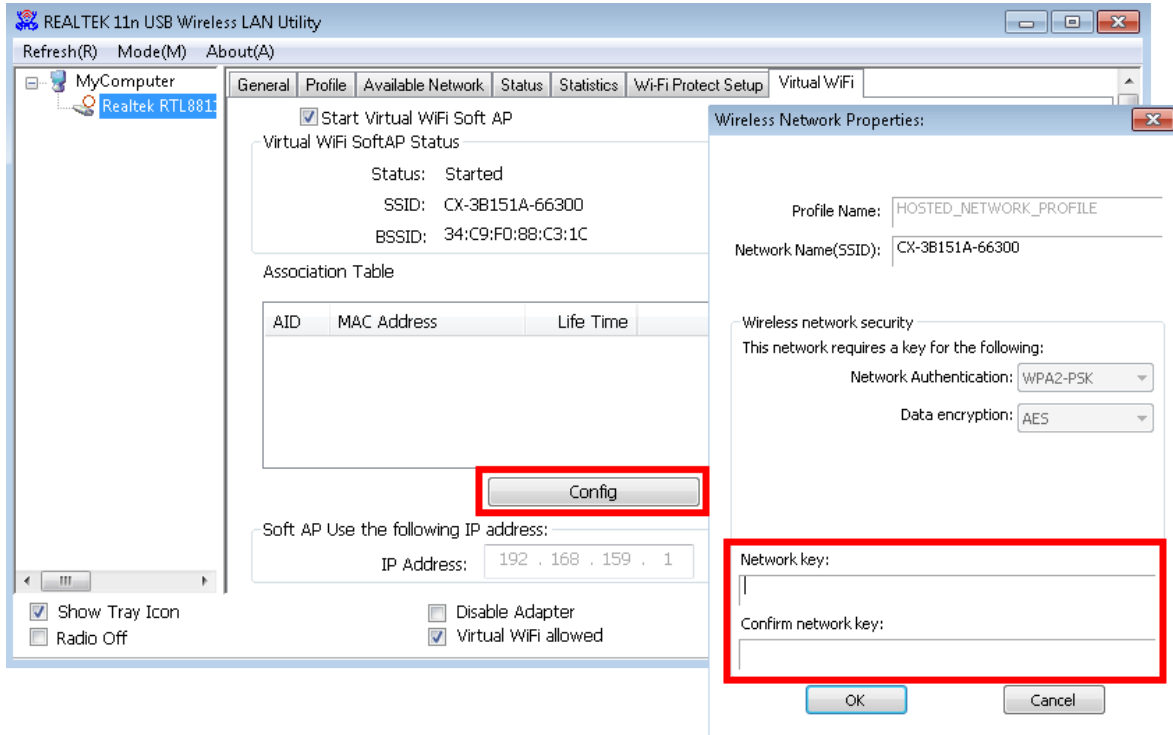 REALTEK 11n USB Wireless LAN Utility
Refresh(R) Mode(M) About(A)
MyComputer
Realtek RTL881
General Profile Available Network Status Statistics Wi-Fi Protect Setup Virtual WiFi
Start Virtual WiFi Soft AP
Virtual WiFi SoftAP Status
Status: Started
SSID: CX-3B151A-66300
BSSID: 34:C9:F0:88:C3:1C
Association Table
AID MAC Address Life Time
Config
Soft AP Use the following IP address:
IP Address: 192 . 168 . 159 . 1
Show Tray Icon
Radio Off
Disable Adapter
Virtual WiFi allowed
Wireless Network Properties:
Profile Name: HOSTED_NETWORK_PROFILE
Network Name(SSID): CX-3B151A-66300
Wireless network security
This network requires a key for the following:
Network Authentication: WPA2-PSK
Data encryption: AES
Network key:
Confirm network key:
OK Cancel